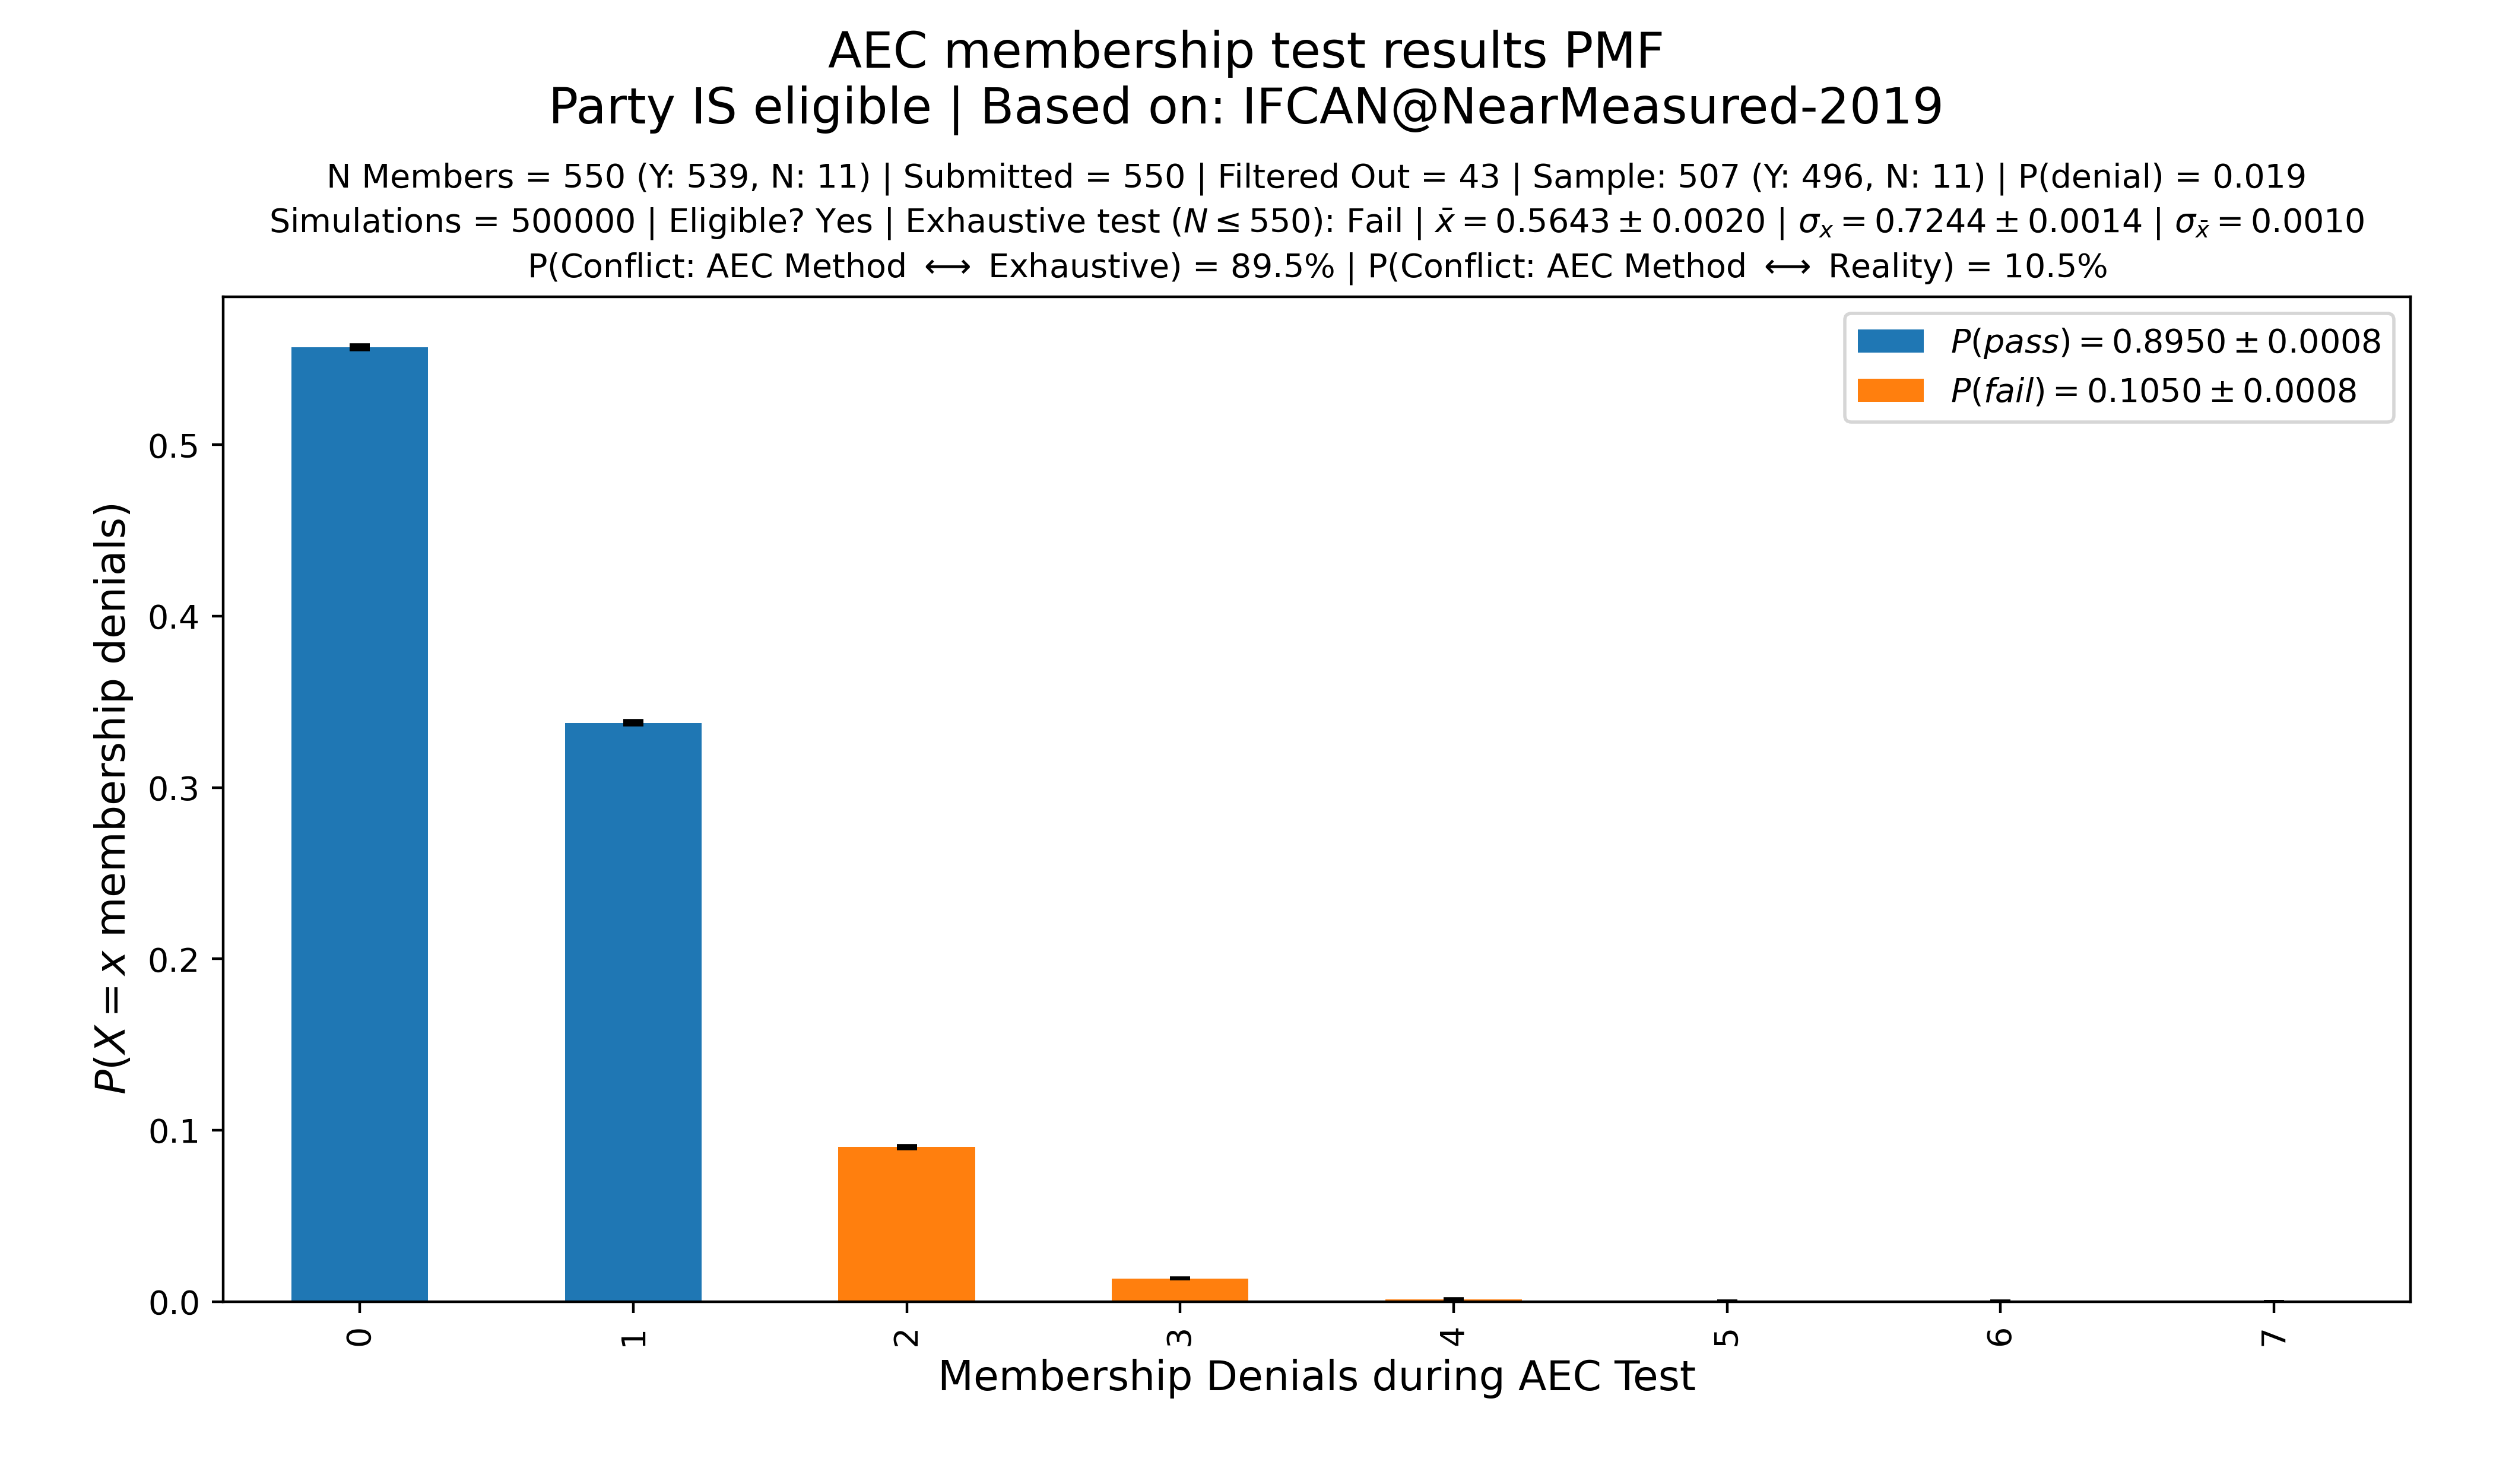 AEC membership test results PMF
Party IS eligible | Based on: IFCAN@NearMeasured-2019
N Members = 550 (Y: 539, N: 11) | Submitted = 550 | Filtered Out = 43 | Sample: 507 (Y: 496, N: 11) | P(denial) = 0.019
Simulations = 500000 | Eligible? Yes | Exhaustive test (N ≤ 550): Fail | x̄ = 0.5643 ± 0.0020 | σₓ = 0.7244 ± 0.0014 | σ_x̄ = 0.0010
P(Conflict: AEC Method ⟷ Exhaustive) = 89.5% | P(Conflict: AEC Method ⟷ Reality) = 10.5%
P(pass) = 0.8950 ± 0.0008
P(fail) = 0.1050 ± 0.0008
P(X = x membership denials)
0.5
0.4
0.3
0.2
0.1
0.0
0 1 2 3 4 5 6 7
Membership Denials during AEC Test